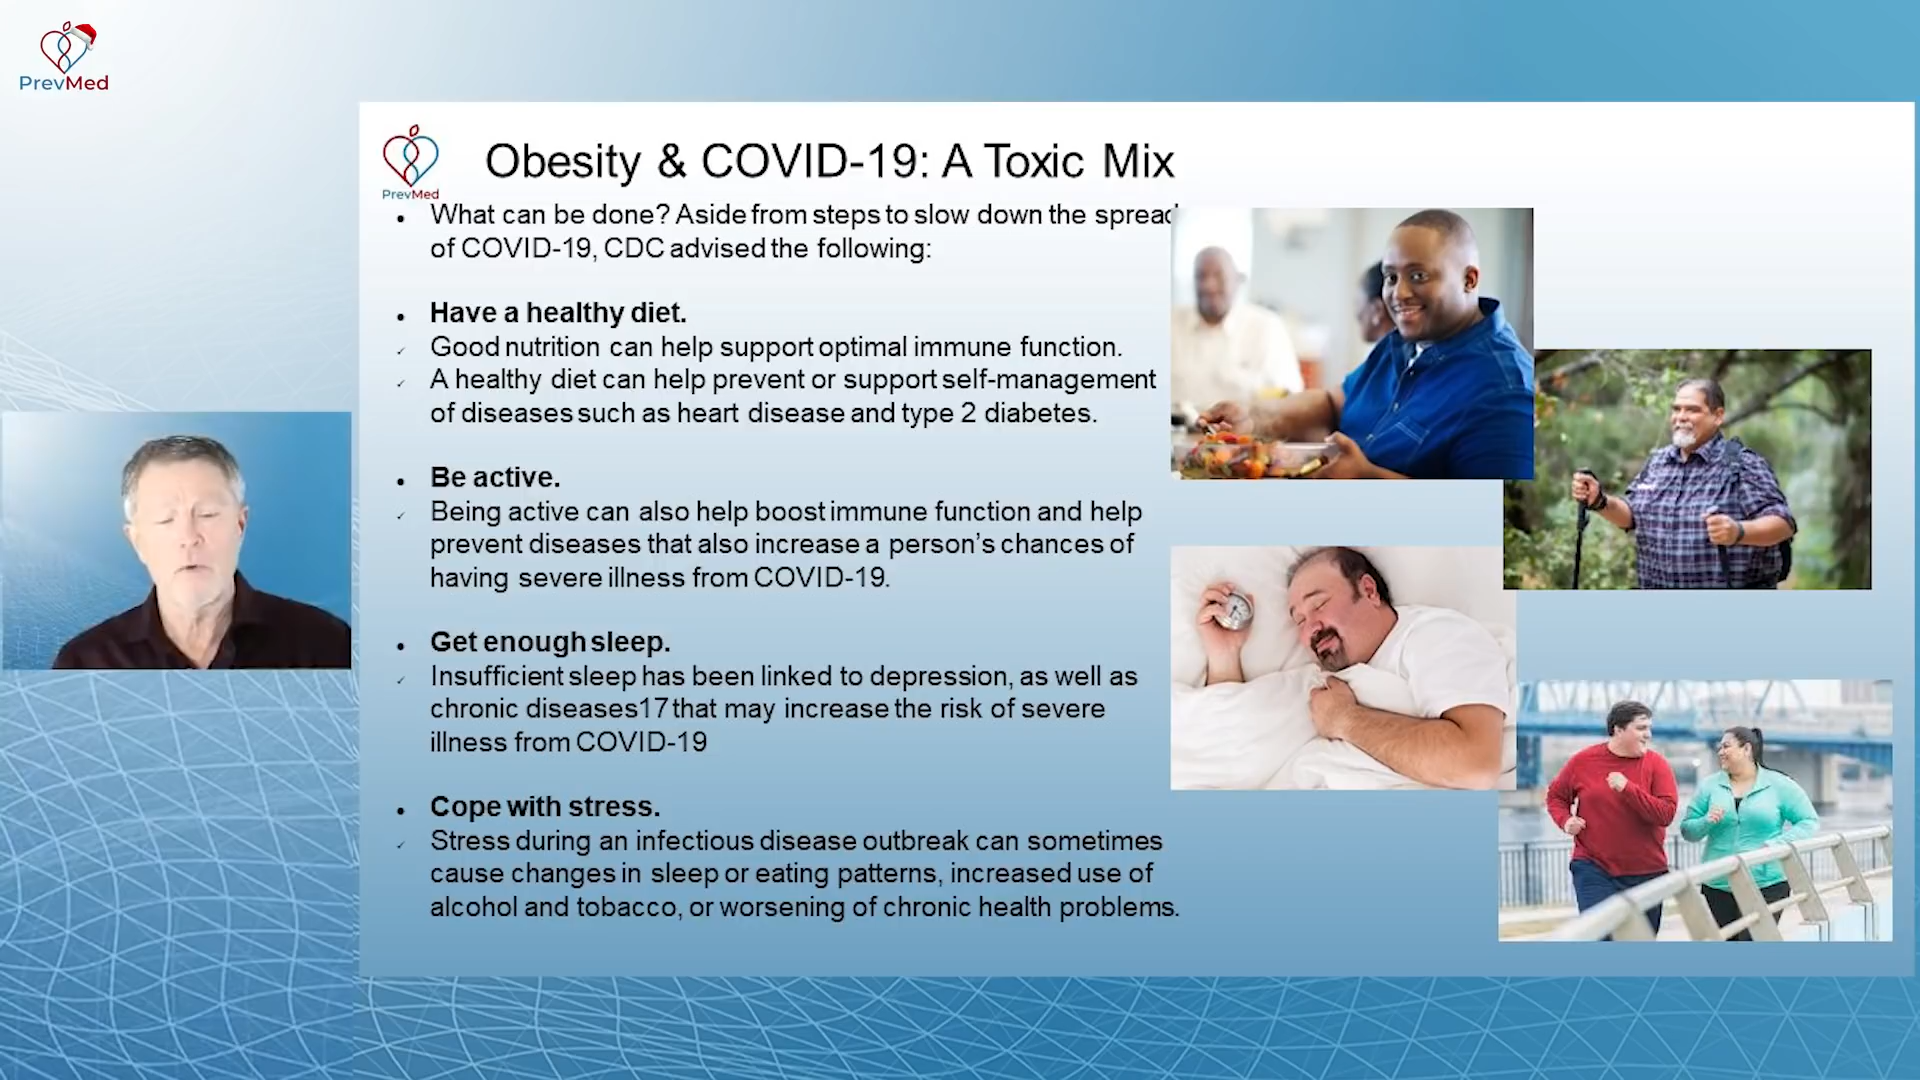 PrevMed
PrevMed
Obesity & COVID-19: A Toxic Mix
What can be done? Aside from steps to slow down the spread
of COVID-19, CDC advised the following:
Have a healthy diet.
Good nutrition can help support optimal immune function.
A healthy diet can help prevent or support self-management
of diseases such as heart disease and type 2 diabetes.
Be active.
Being active can also help boost immune function and help
prevent diseases that also increase a person’s chances of
having severe illness from COVID-19.
Get enough sleep.
Insufficient sleep has been linked to depression, as well as
chronic diseases17 that may increase the risk of severe
illness from COVID-19
Cope with stress.
Stress during an infectious disease outbreak can sometimes
cause changes in sleep or eating patterns, increased use of
alcohol and tobacco, or worsening of chronic health problems.